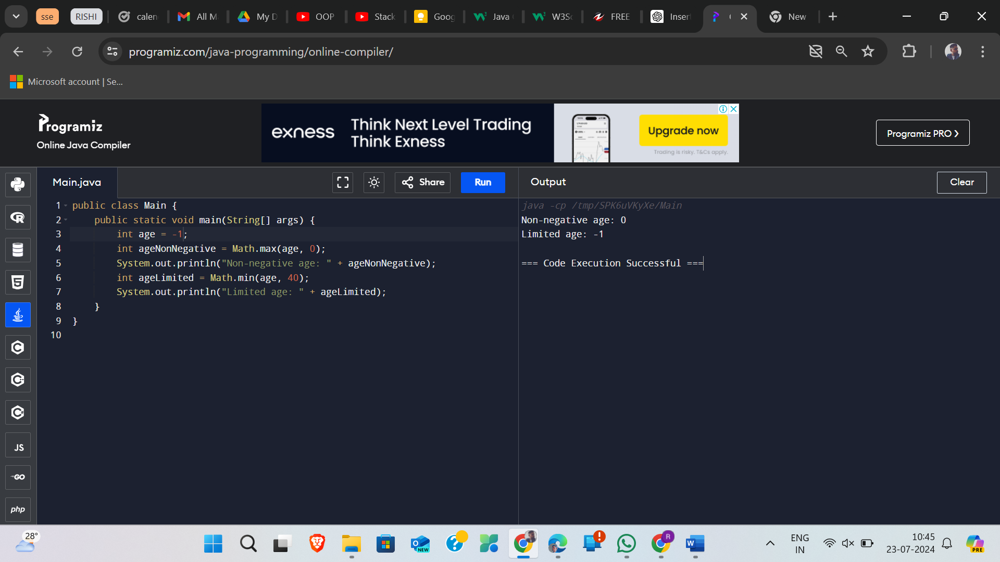 sse
RISHI
calen
All M
My D
OOP
Stack
Goog
Java
W3Sc
FREE
Inser
New
programiz.com/java-programming/online-compiler/
Microsoft account | Se...
Programiz
Online Java Compiler
exness
Think Next Level Trading
Think Exness
Upgrade now
Trading is risky. T&Cs apply.
Programiz PRO ❯
Main.java
Share
Run
Output
Clear
1 public class Main {
2 public static void main(String[] args) {
3 int age = -1;
4 int ageNonNegative = Math.max(age, 0);
5 System.out.println("Non-negative age: " + ageNonNegative);
6 int ageLimited = Math.min(age, 40);
7 System.out.println("Limited age: " + ageLimited);
8 }
9 }
10
java -cp /tmp/SPK6uVKyXe/Main
Non-negative age: 0
Limited age: -1
=== Code Execution Successful ===
JS
GO
php
28°
NEW
R
W
ENG
IN
10:45
23-07-2024
PRE